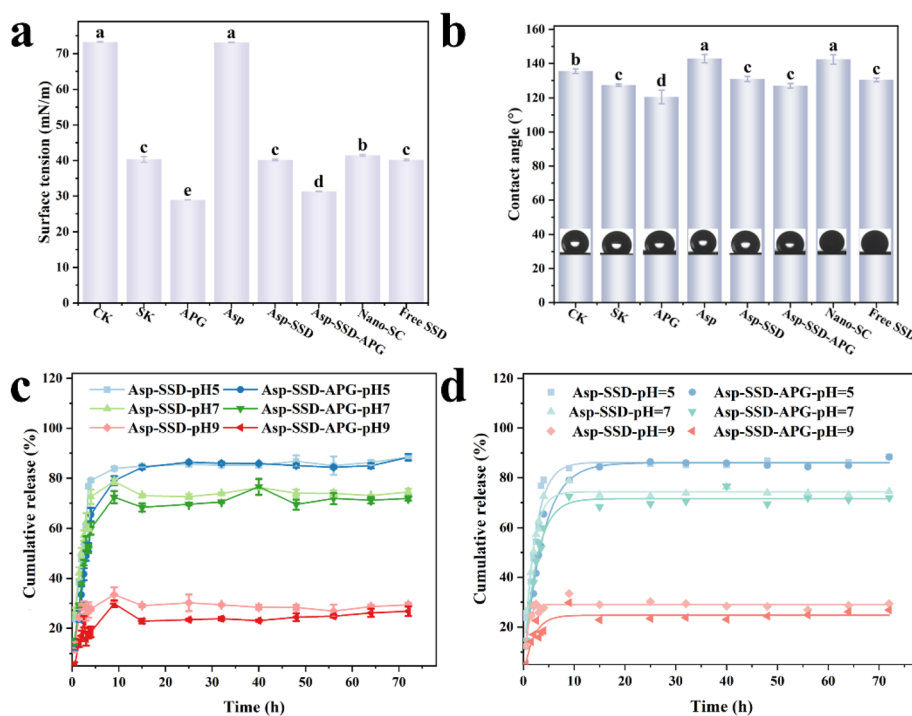 a
Surface tension (mN/m)
70
60
50
40
30
20
10
0
a
c
e
a
c
d
b
c
CK
SK
APG
Asp
Asp-SSD
Asp-SSD-APG
Nano-SC
Free SSD
b
Contact angle (°)
160
140
120
100
80
60
40
20
0
b
c
d
a
c
c
a
c
CK
SK
APG
Asp
Asp-SSD
Asp-SSD-APG
Nano-SC
Free SSD
c
Cumulative release (%)
120
100
80
60
40
20
Asp-SSD-pH5
Asp-SSD-APG-pH5
Asp-SSD-pH7
Asp-SSD-APG-pH7
Asp-SSD-pH9
Asp-SSD-APG-pH9
0 10 20 30 40 50 60 70
Time (h)
d
Cumulative release (%)
120
100
80
60
40
20
Asp-SSD-pH=5
Asp-SSD-APG-pH=5
Asp-SSD-pH=7
Asp-SSD-APG-pH=7
Asp-SSD-pH=9
Asp-SSD-APG-pH=9
0 10 20 30 40 50 60 70
Time (h)